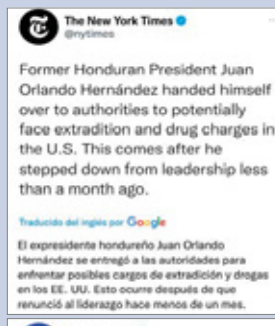 The New York Times
@nytimes
Former Honduran President Juan
Orlando Hernández handed himself
over to authorities to potentially
face extradition and drug charges in
the U.S. This comes after he
stepped down from leadership less
than a month ago.
Traducido del inglés por Google
El expresidente hondureño Juan Orlando
Hernández se entregó a las autoridades para
enfrentar posibles cargos de extradición y drogas
en los EE. UU. Esto ocurre después de que
renunció al liderazgo hace menos de un mes.